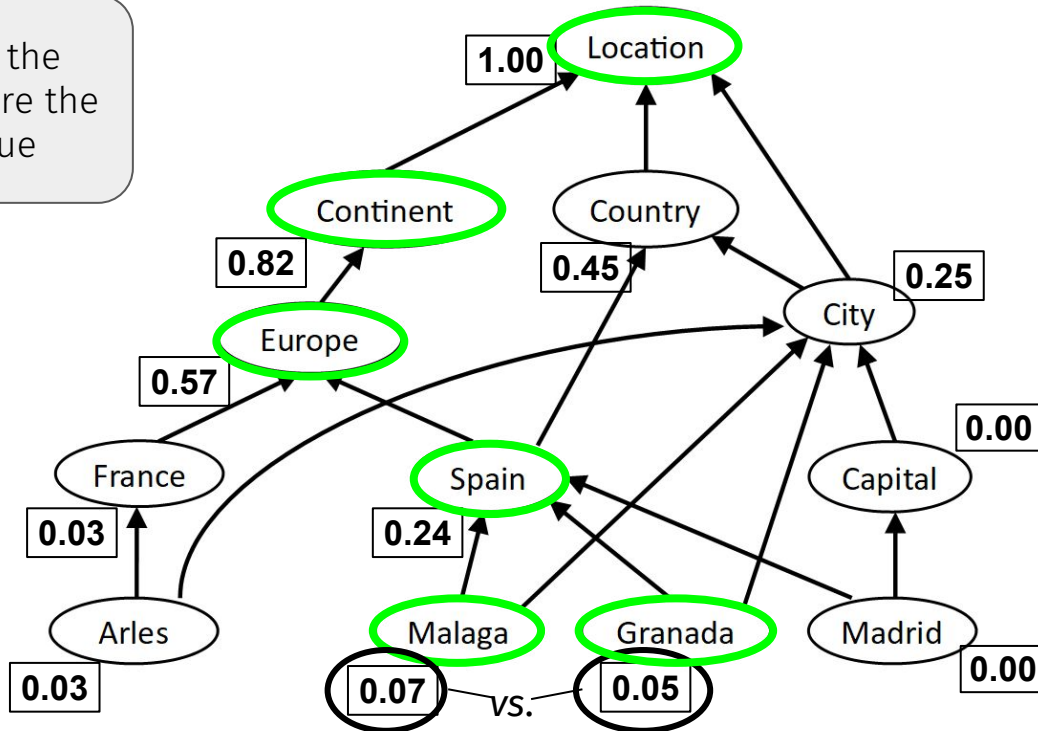 the
re the
ue
Location
1.00
Continent
Country
0.82
0.45
0.25
City
Europe
0.57
0.00
France
Spain
Capital
0.03
0.24
Arles
Malaga
Granada
Madrid
0.03
0.07
vs.
0.05
0.00